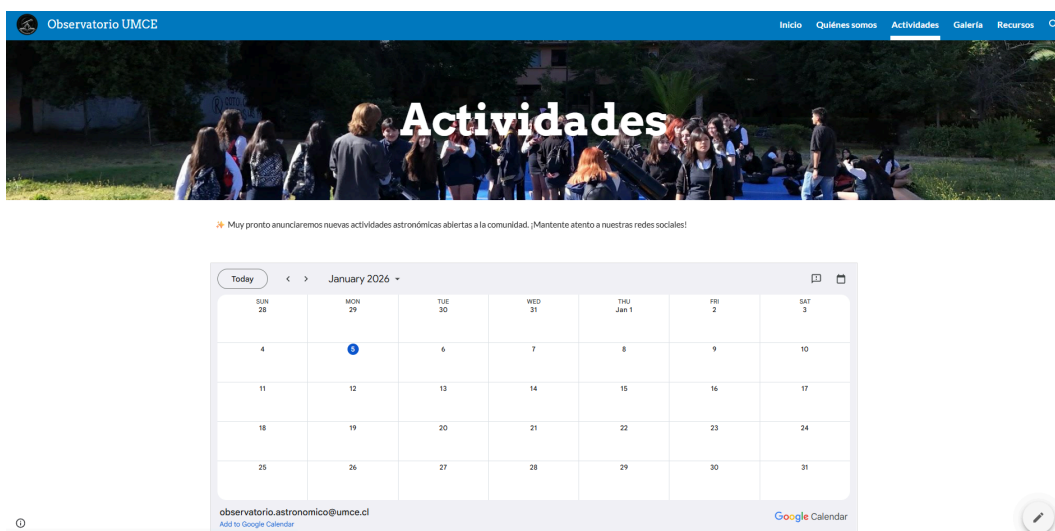 Observatorio UMCE
Inicio Quiénes somos Actividades Galería Recursos
Actividades
✨ Muy pronto anunciaremos nuevas actividades astronómicas abiertas a la comunidad. ¡Mantente atento a nuestras redes sociales!
Today < > January 2026
SUN MON TUE WED THU FRI SAT
28 29 30 31 Jan 1 2 3
4 5 6 7 8 9 10
11 12 13 14 15 16 17
18 19 20 21 22 23 24
25 26 27 28 29 30 31
observatorio.astronomico@umce.cl
Add to Google Calendar
Google Calendar